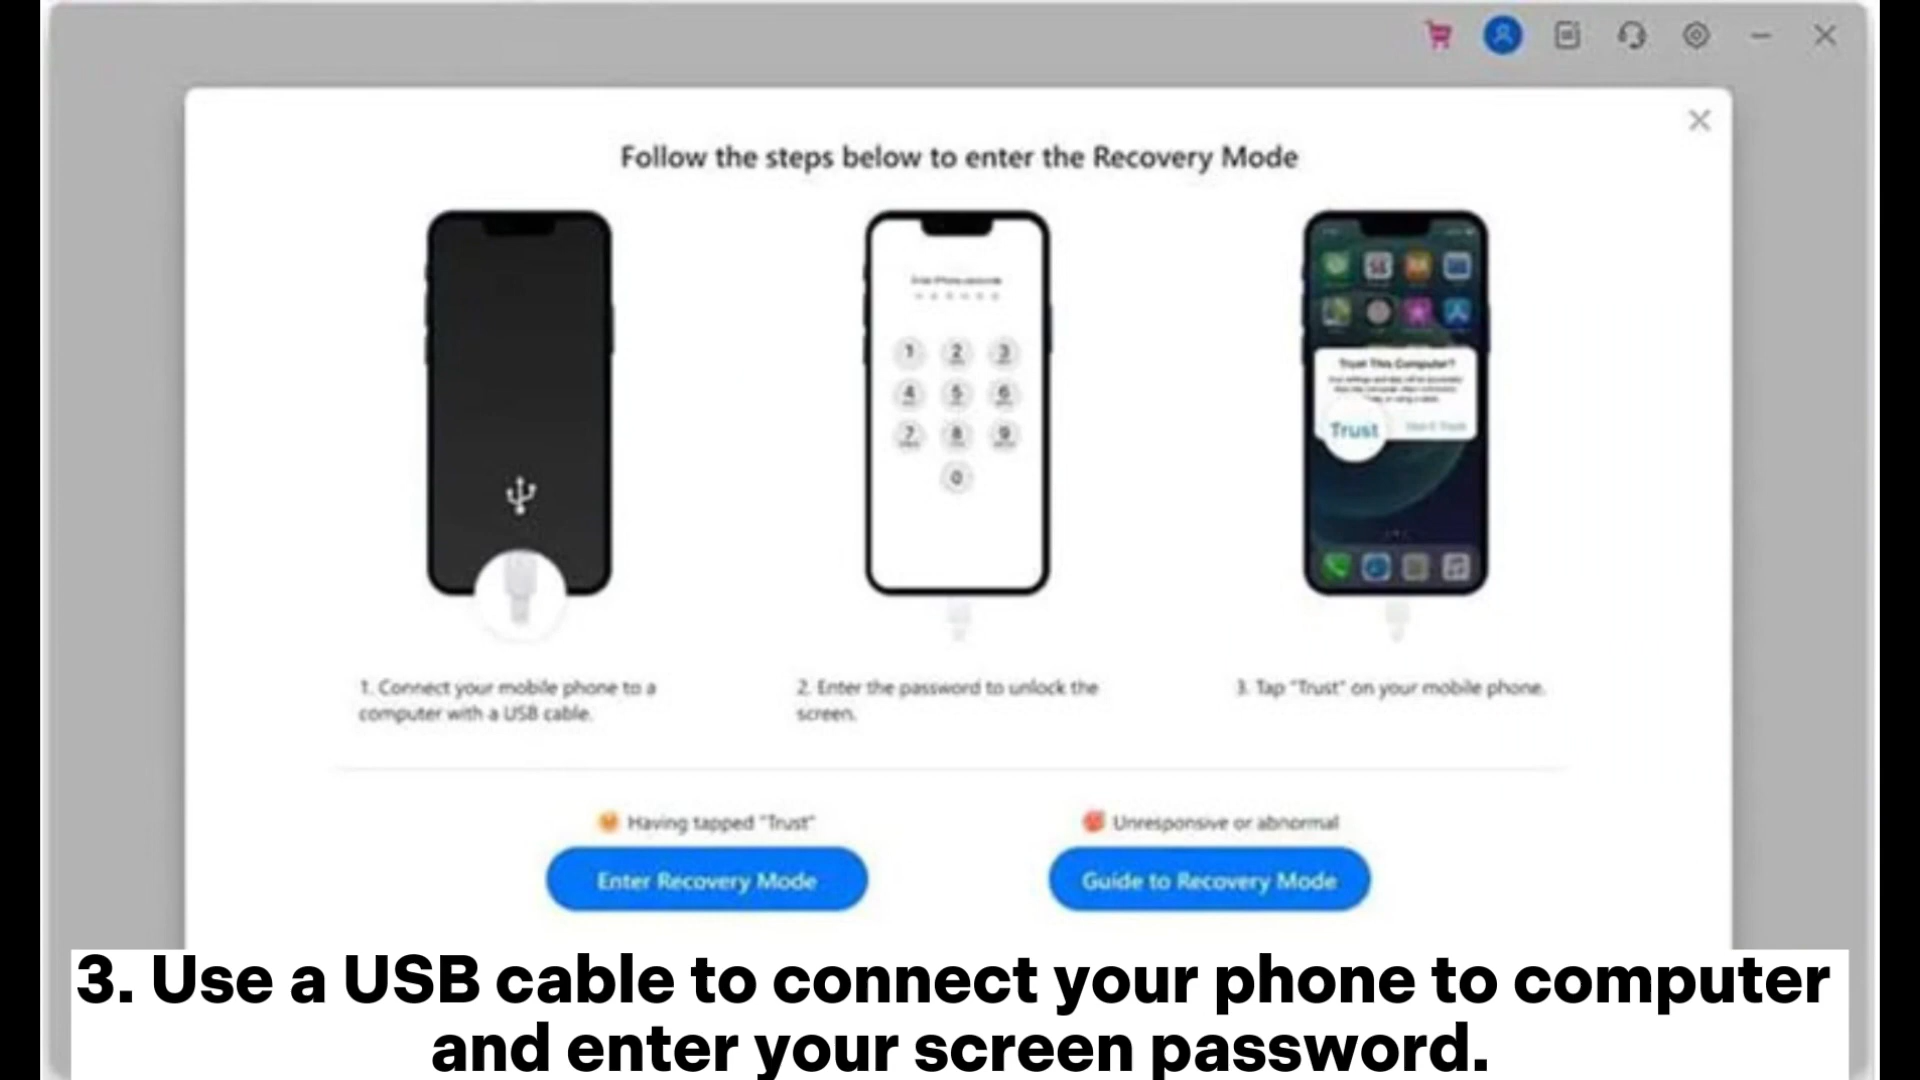 Follow the steps below to enter the Recovery Mode
1 2 3
4 5 6
7 8 9
0
Trust This Computer?
Trust
1. Connect your mobile phone to a
computer with a USB cable.
2. Enter the password to unlock the
screen.
3. Tap "Trust" on your mobile phone.
Having tapped "Trust"
Enter Recovery Mode
Unresponsive or abnormal
Guide to Recovery Mode
3. Use a USB cable to connect your phone to computer
and enter your screen password.